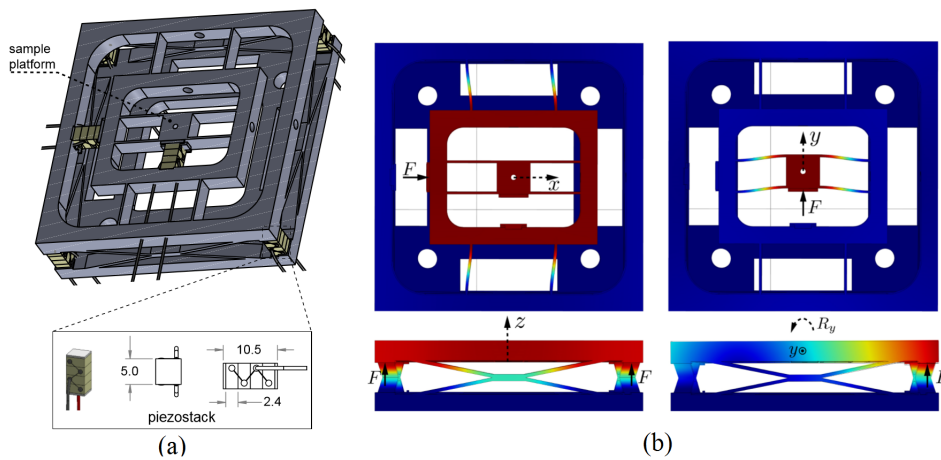 sample
platform
10.5
5.0
2.4
piezostack
(a)
F
x
y
F
z
F
F
R_y
y
F
(b)